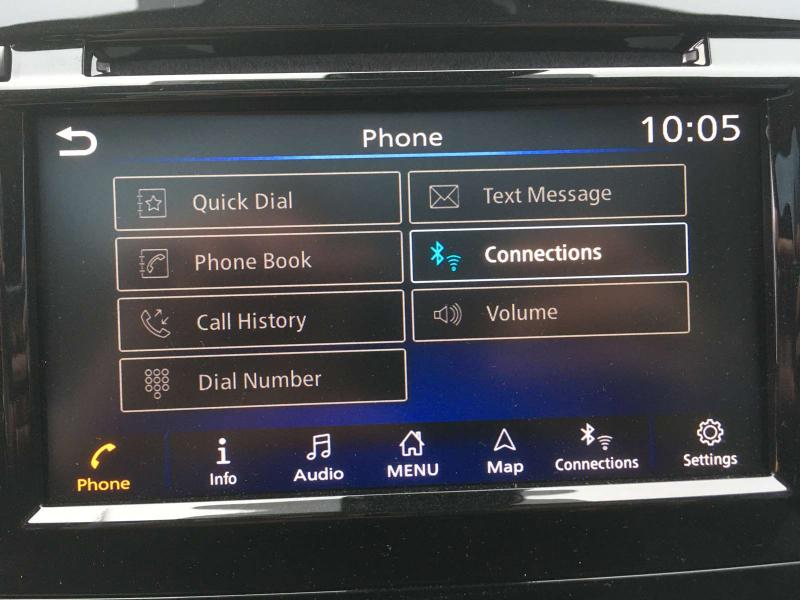 Phone
10:05
Quick Dial
Text Message
Phone Book
Connections
Call History
Volume
Dial Number
Phone
Info
Audio
MENU
Map
Connections
Settings